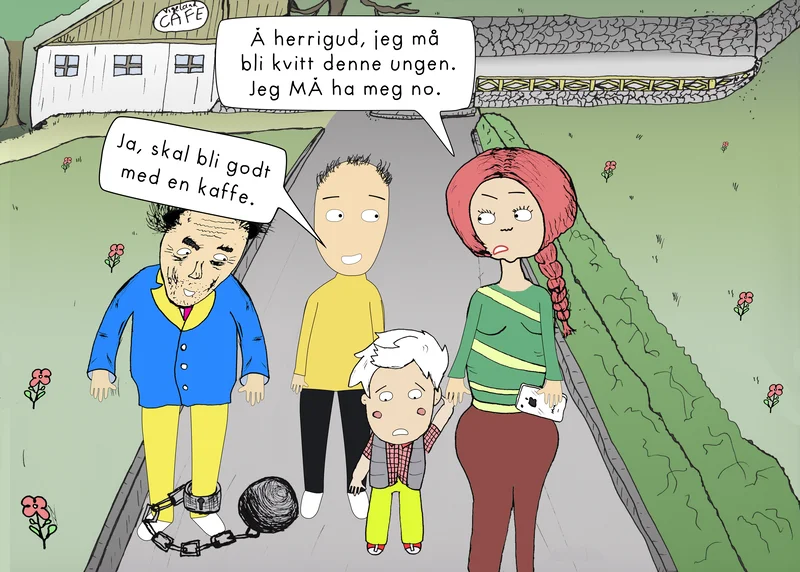 Vigeland
CAFE
Å herrigud, jeg må
bli kvitt denne ungen.
Jeg MÅ ha meg no.
Ja, skal bli godt
med en kaffe.